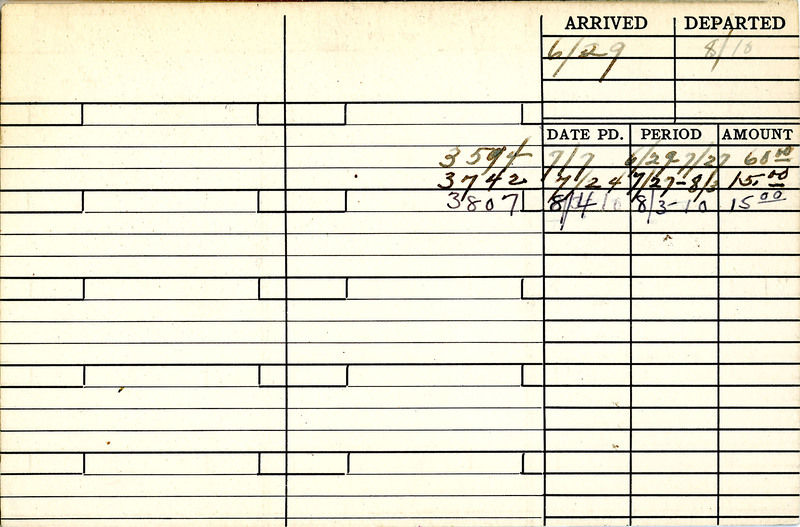 ARRIVED DEPARTED
6/29 8/10
DATE PD. PERIOD AMOUNT
3594 7/7 6/29 7/27 60.00
3742 7/24 7/27-8/3 15.00
3807 8/4 8/3-10 15.00